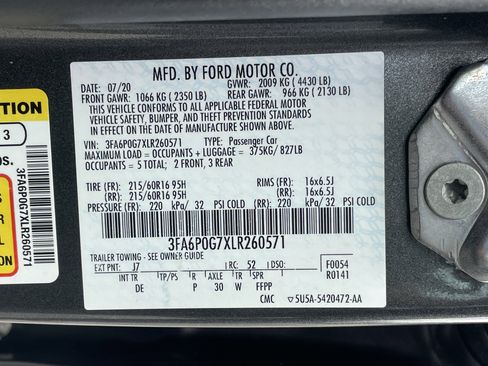 MFD. BY FORD MOTOR CO.
DATE: 07/20 GVWR: 2009 KG ( 4430 LB)
FRONT GAWR: 1066 KG ( 2350 LB) REAR GAWR: 966 KG ( 2130 LB)
THIS VEHICLE CONFORMS TO ALL APPLICABLE FEDERAL MOTOR
VEHICLE SAFETY, BUMPER, AND THEFT PREVENTION STANDARDS
IN EFFECT ON THE DATE OF MANUFACTURE SHOWN ABOVE.
VIN: 3FA6P0G7XLR260571 TYPE: Passenger Car
MAXIMUM LOAD = OCCUPANTS + LUGGAGE = 375KG/ 827LB
OCCUPANTS = 5 TOTAL; 2 FRONT, 3 REAR
TIRE (FR): 215/60R16 95H RIMS (FR): 16x6.5J
(RR): 215/60R16 95H (RR): 16x6.5J
PRESSURE (FR) 220 kPa/ 32 PSI COLD (RR) 220 kPa/ 32 PSI COLD
3FA6P0G7XLR260571
TRAILER TOWING - SEE OWNER GUIDE
EXT PNT: J7 RC: 52 DSO: F0054
R0141
INT TR TP/PS R AXLE TR SPR
DE P 30 W FFPP
CMC 5U5A-5420472-AA
TION
3
os.
3FA6P0G7XLR260571